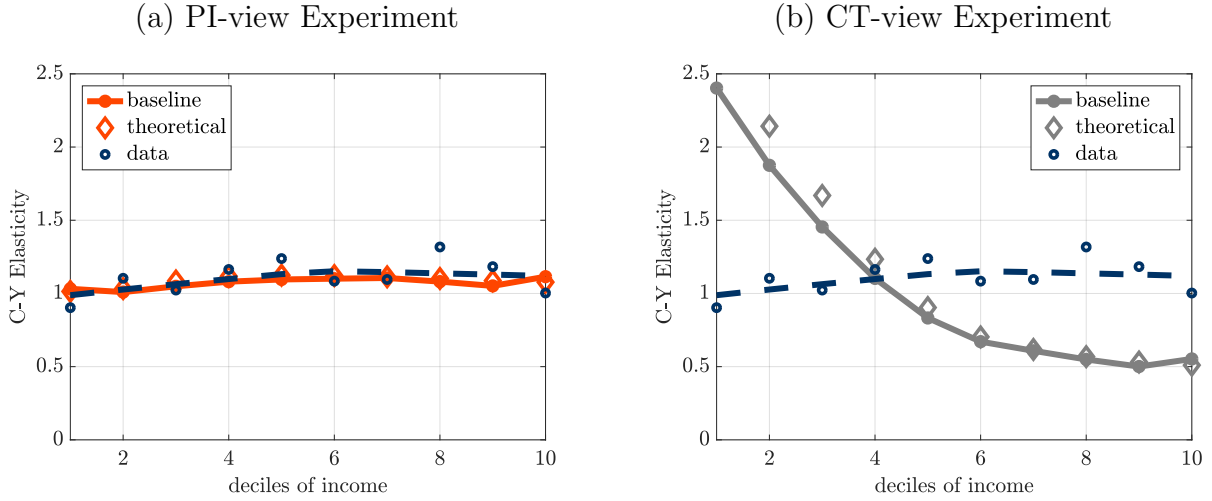 (a) PI-view Experiment
2.5
2
1.5
1
0.5
0
C-Y Elasticity
baseline
theoretical
data
2 4 6 8 10
deciles of income
(b) CT-view Experiment
2.5
2
1.5
1
0.5
0
C-Y Elasticity
baseline
theoretical
data
2 4 6 8 10
deciles of income